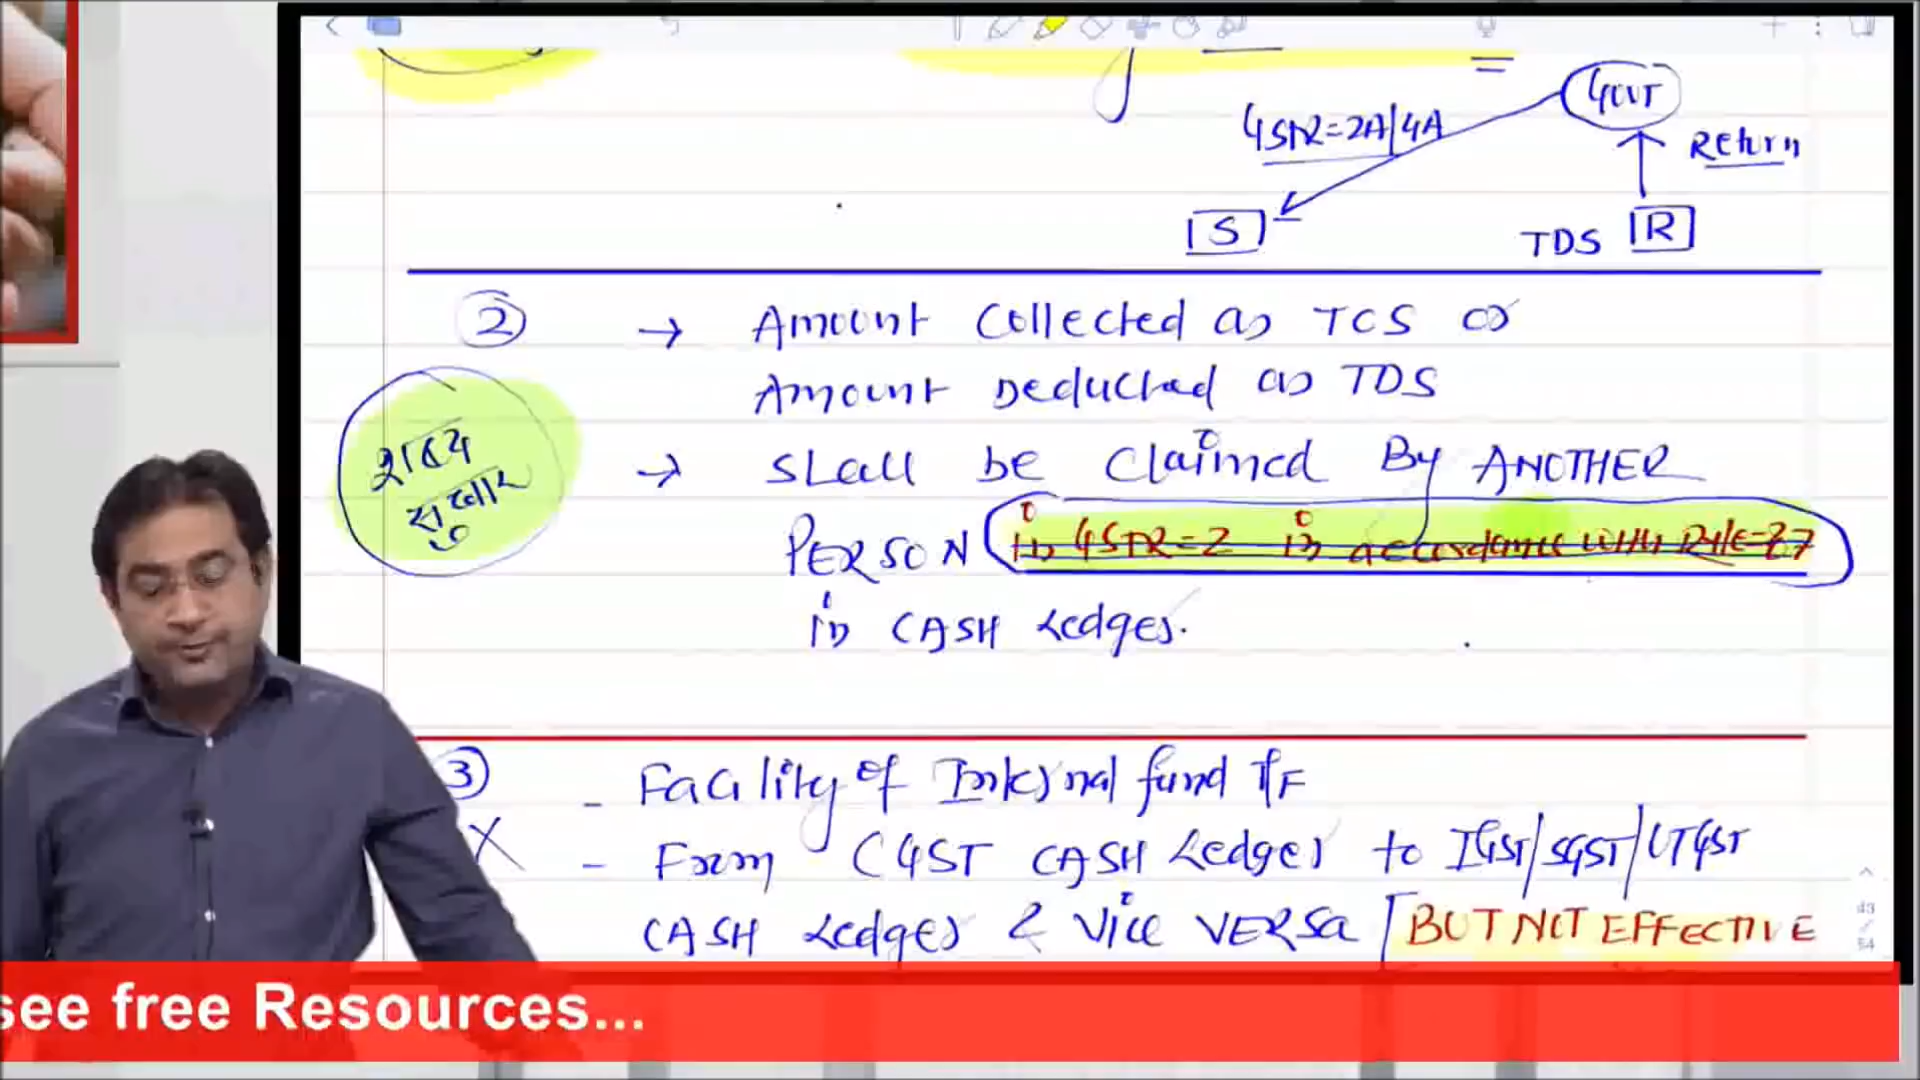 GOVT
GSTR=2A/4A
Return
S
TDS R
2 → Amount Collected as TCS or
Amount Deducted as TDS
→ Shall be Claimed By ANOTHER
PERSON in GSTR=2 in accordance with Rule=87
in CASH Ledger.
3 - Facility of Internal fund TF
X - From CGST CASH Ledger to IGST/SGST/UTGST
CASH Ledger & Vice VERSA [BUT NOT EFFECTIVE
43
54
see free Resources...